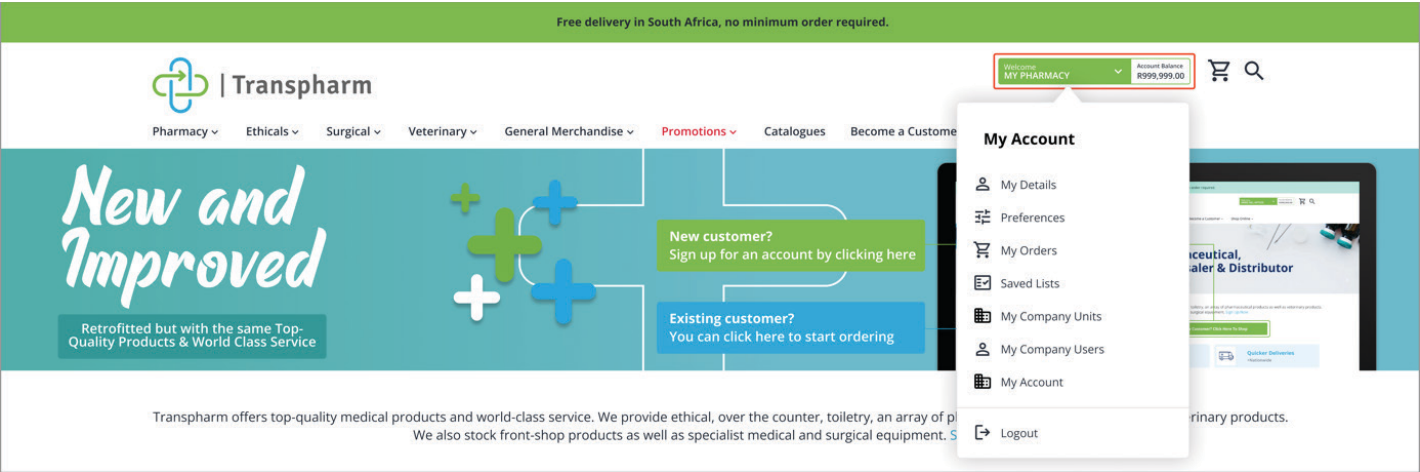 Free delivery in South Africa, no minimum order required.
Transpharm
Welcome
MY PHARMACY
Account Balance
R999,999.00
Pharmacy
Ethicals
Surgical
Veterinary
General Merchandise
Promotions
Catalogues
Become a Custome
My Account
My Details
Preferences
My Orders
Saved Lists
My Company Units
My Company Users
My Account
Logout
New and
Improved
Retrofitted but with the same Top-
Quality Products & World Class Service
New customer?
Sign up for an account by clicking here
Existing customer?
You can click here to start ordering
ceutical,
aler & Distributor
Quicker Deliveries
Transpharm offers top-quality medical products and world-class service. We provide ethical, over the counter, toiletry, an array of p
rinary products.
We also stock front-shop products as well as specialist medical and surgical equipment. S